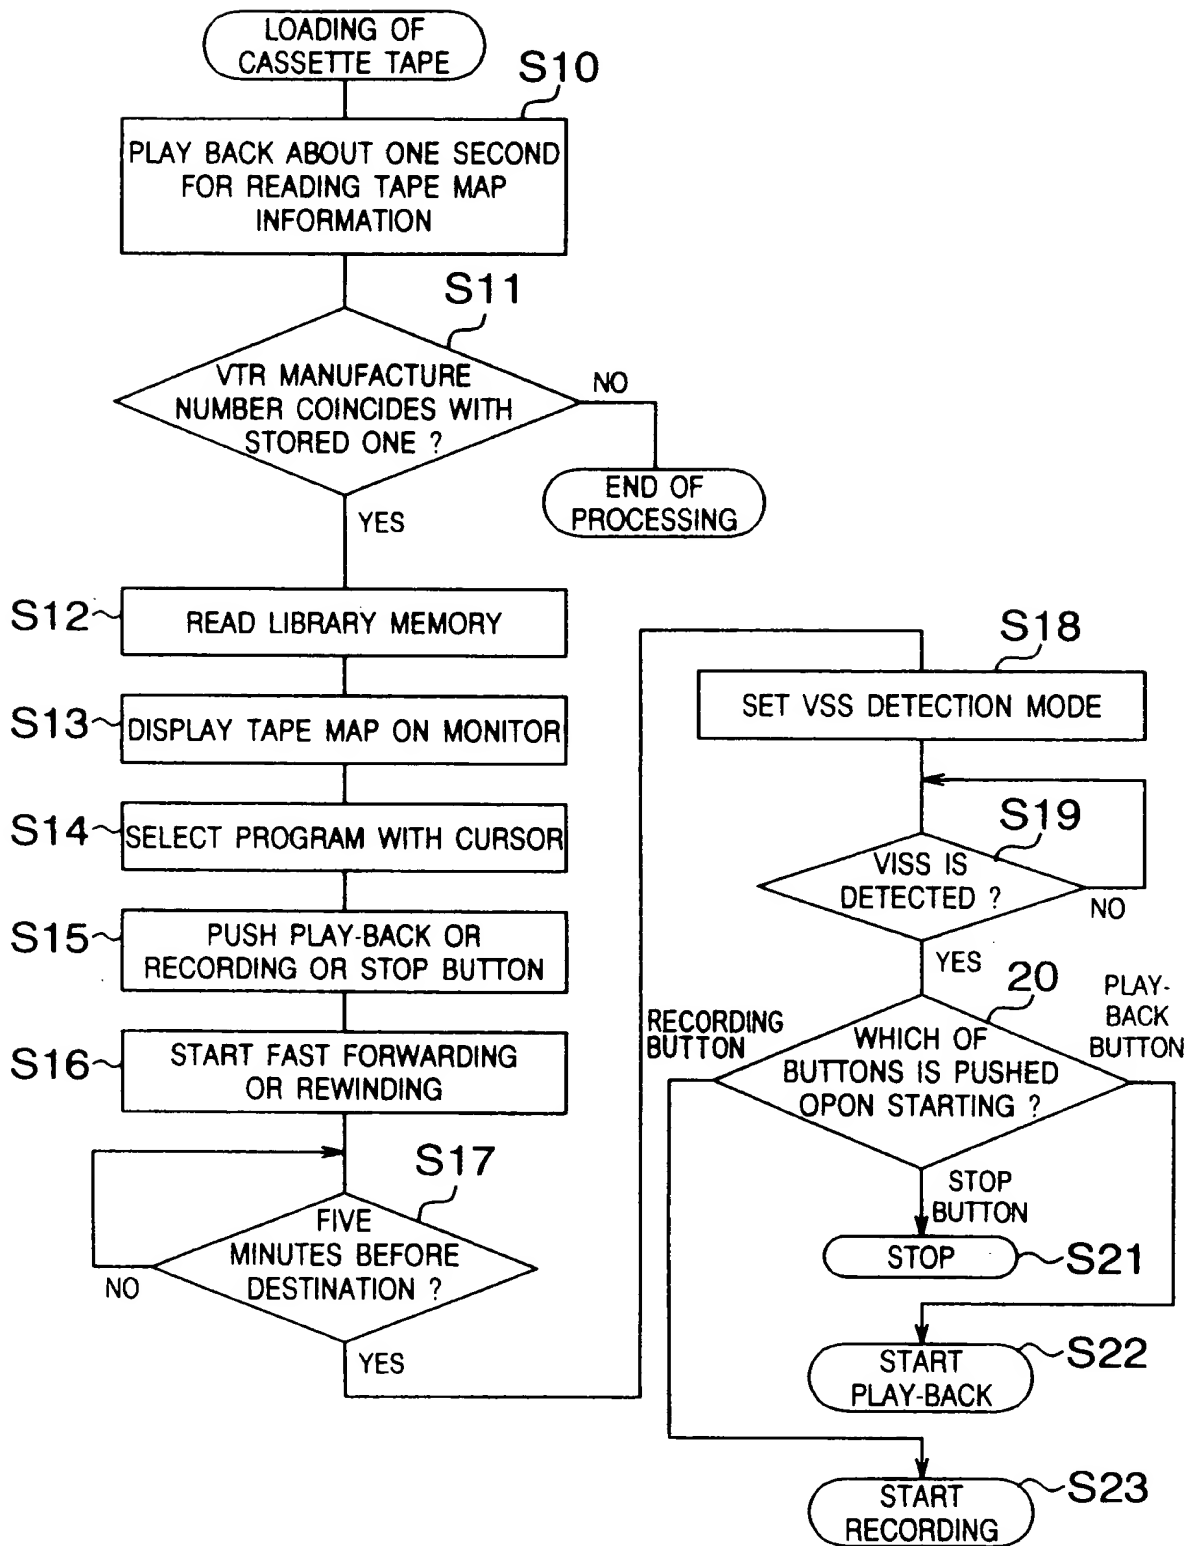 LOADING OF
CASSETTE TAPE
S10
PLAY BACK ABOUT ONE SECOND
FOR READING TAPE MAP
INFORMATION
S11
VTR MANUFACTURE
NUMBER COINCIDES WITH
STORED ONE ?
NO
END OF
PROCESSING
YES
S12
READ LIBRARY MEMORY
S13
DISPLAY TAPE MAP ON MONITOR
S14
SELECT PROGRAM WITH CURSOR
S15
PUSH PLAY-BACK OR
RECORDING OR STOP BUTTON
S16
START FAST FORWARDING
OR REWINDING
S17
FIVE
MINUTES BEFORE
DESTINATION ?
NO
YES
S18
SET VSS DETECTION MODE
S19
VISS IS
DETECTED ?
NO
YES
20
WHICH OF
BUTTONS IS PUSHED
OPON STARTING ?
RECORDING
BUTTON
PLAY-
BACK
BUTTON
STOP
BUTTON
STOP
S21
START
PLAY-BACK
S22
START
RECORDING
S23